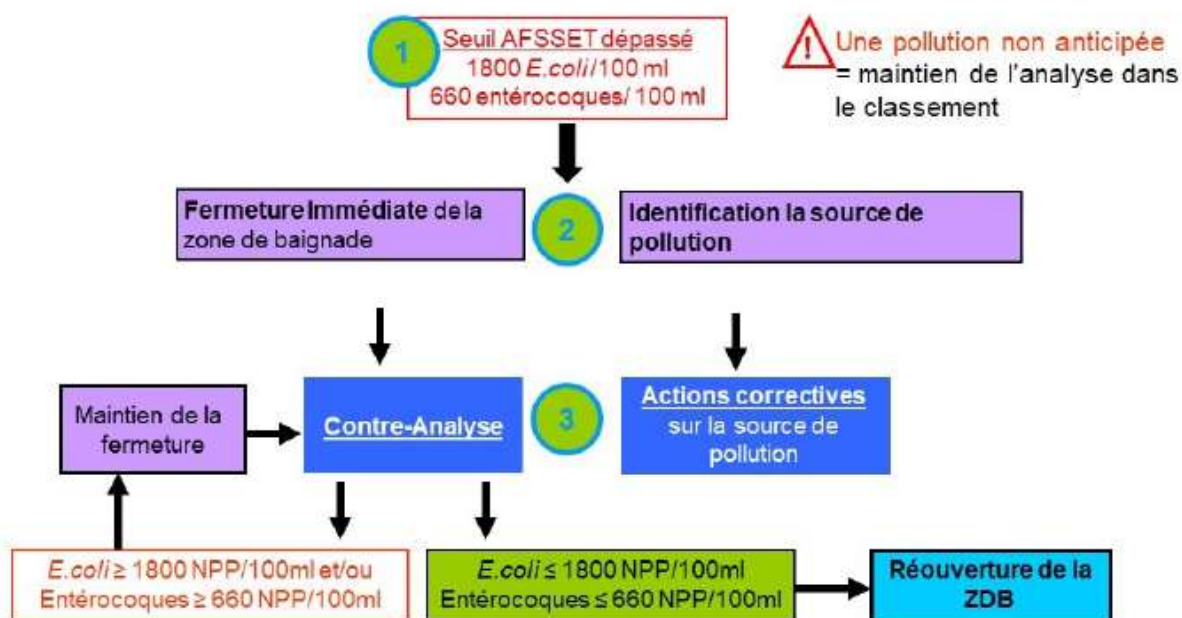 1
Seuil AFSSET dépassé
1800 E.coli/100 ml
660 entérocoques/ 100 ml
Une pollution non anticipée
= maintien de l'analyse dans
le classement
Fermeture Immédiate de la
zone de baignade
2
Identification la source de
pollution
Maintien de la
fermeture
Contre-Analyse
3
Actions correctives
sur la source de
pollution
E.coli ≥ 1800 NPP/100ml et/ou
Entérocoques ≥ 660 NPP/100ml
E.coli ≤ 1800 NPP/100ml
Entérocoques ≤ 660 NPP/100ml
Réouverture de la
ZDB